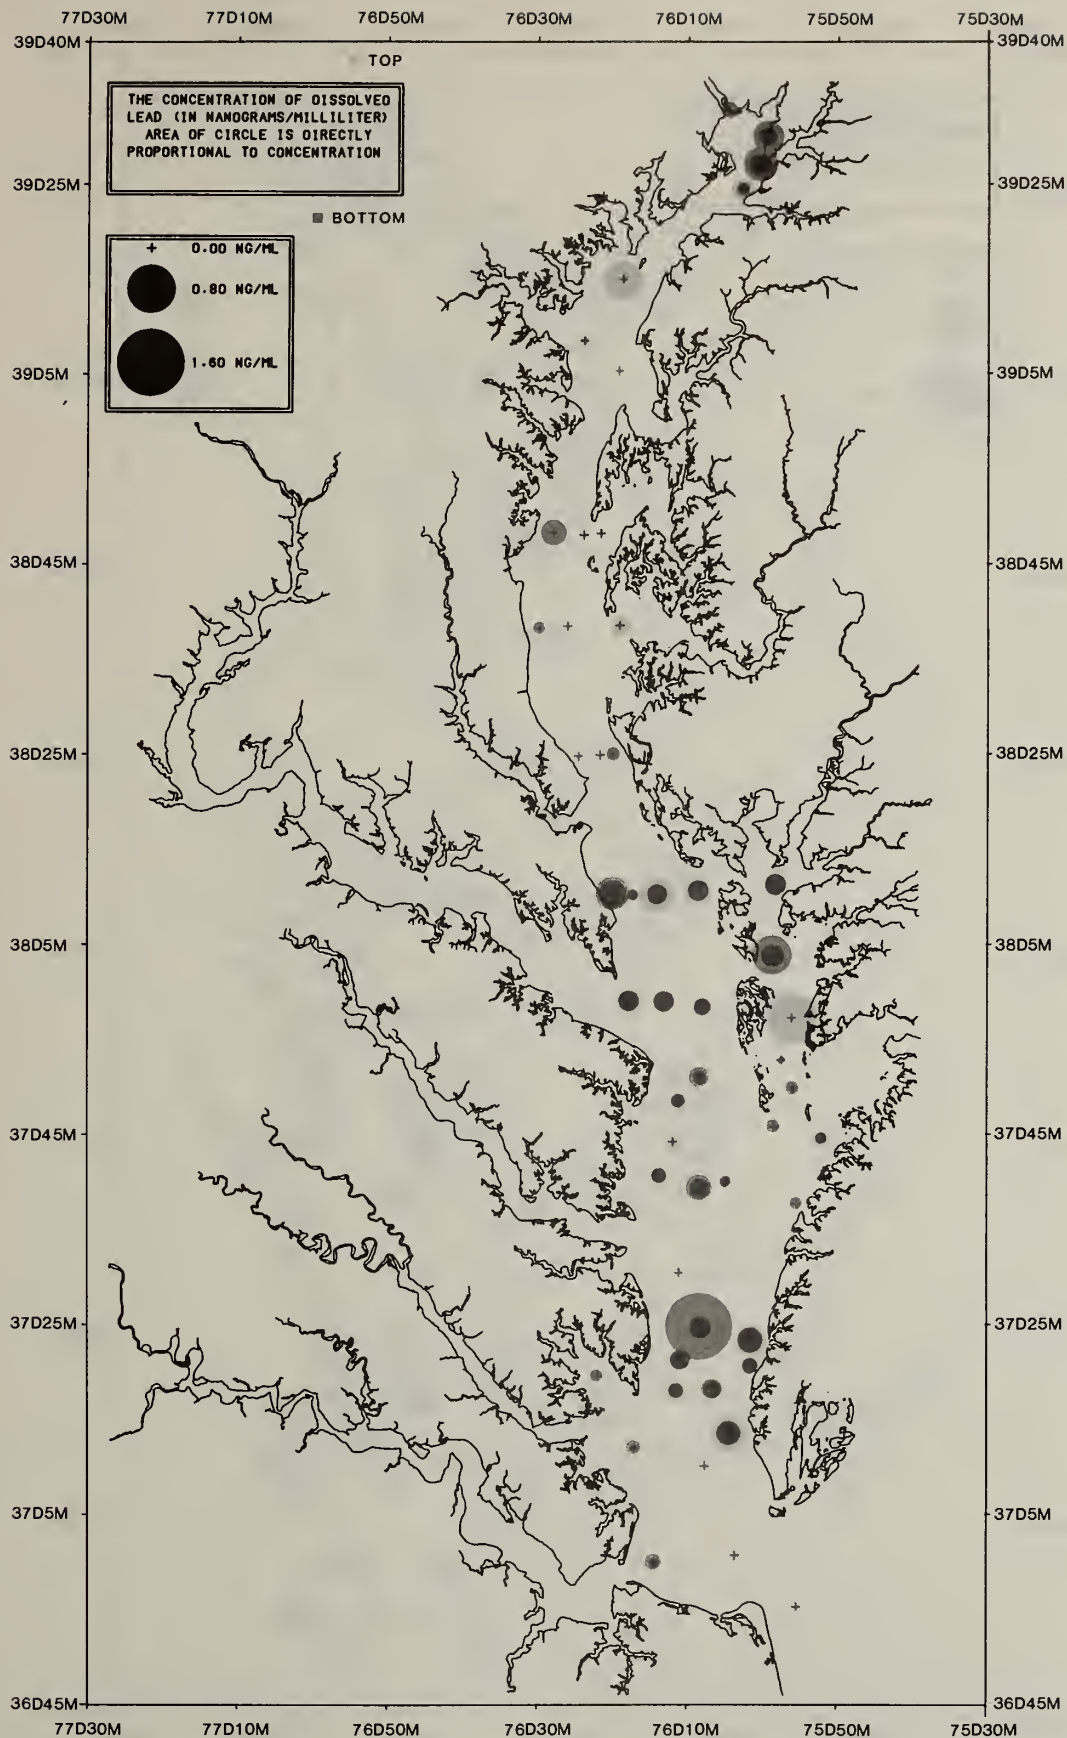 77D30M 77D10M 76D50M 76D30M 76D10M 75D50M 75D30M
39D40M 39D40M
TOP
THE CONCENTRATION OF DISSOLVED
LEAD (IN NANOGRAMS/MILLILITER)
AREA OF CIRCLE IS DIRECTLY
PROPORTIONAL TO CONCENTRATION
39D25M 39D25M
BOTTOM
+ 0.00 NG/ML
0.80 NG/ML
1.60 NG/ML
39D5M 39D5M
38D45M 38D45M
38D25M 38D25M
38D5M 38D5M
37D45M 37D45M
37D25M 37D25M
37D5M 37D5M
36D45M 36D45M
77D30M 77D10M 76D50M 76D30M 76D10M 75D50M 75D30M